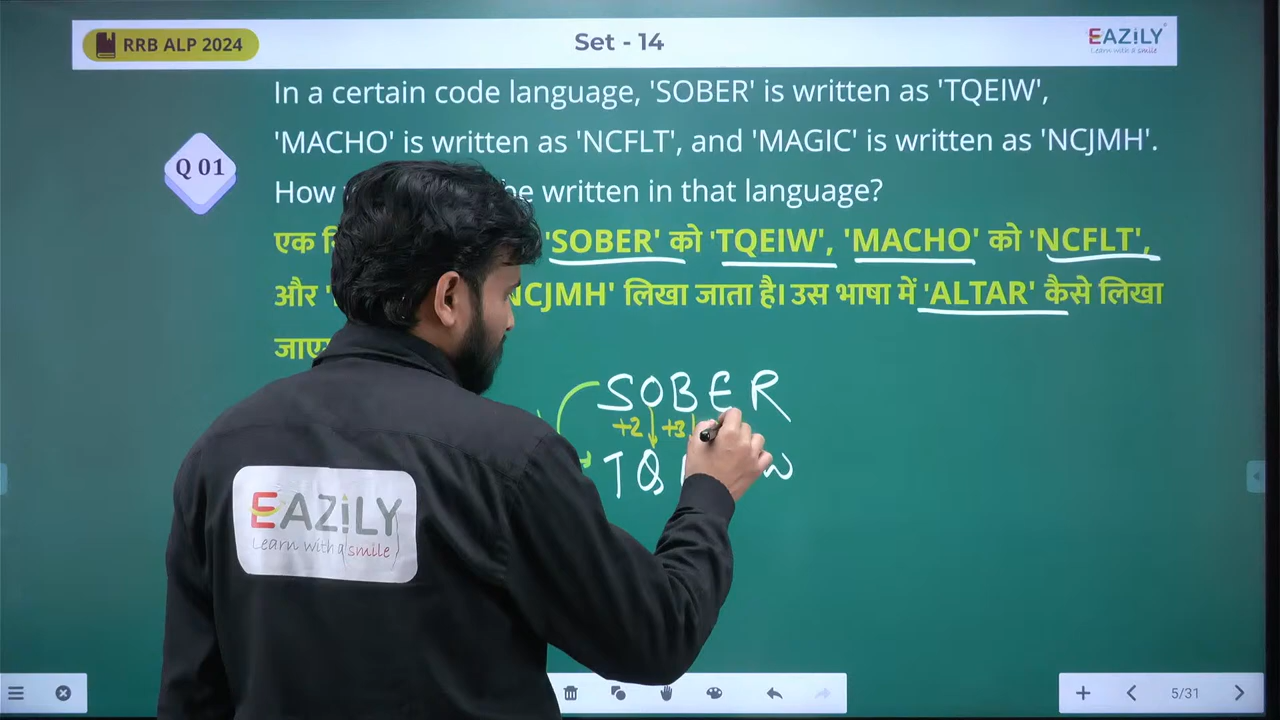 RRB ALP 2024
Set - 14
EAZiLY
Learn with a smile
In a certain code language, 'SOBER' is written as 'TQEIW',
'MACHO' is written as 'NCFLT', and 'MAGIC' is written as 'NCJMH'.
Q 01
How be written in that language?
एक 'SOBER' को 'TQEIW', 'MACHO' को 'NCFLT',
और NCJMH' लिखा जाता है। उस भाषा में 'ALTAR' कैसे लिखा
SOBER
+2 +3
TQ W
EAZiLY
Learn with a smile
5/31